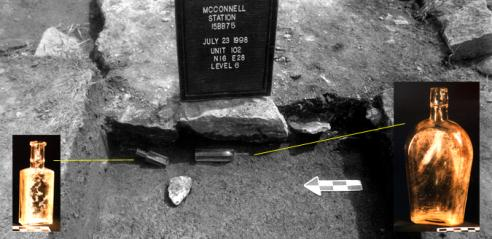 MCCONNELL
STATION
15BB75
JULY 23 1998
UNIT 102
N16 E28
LEVEL 6